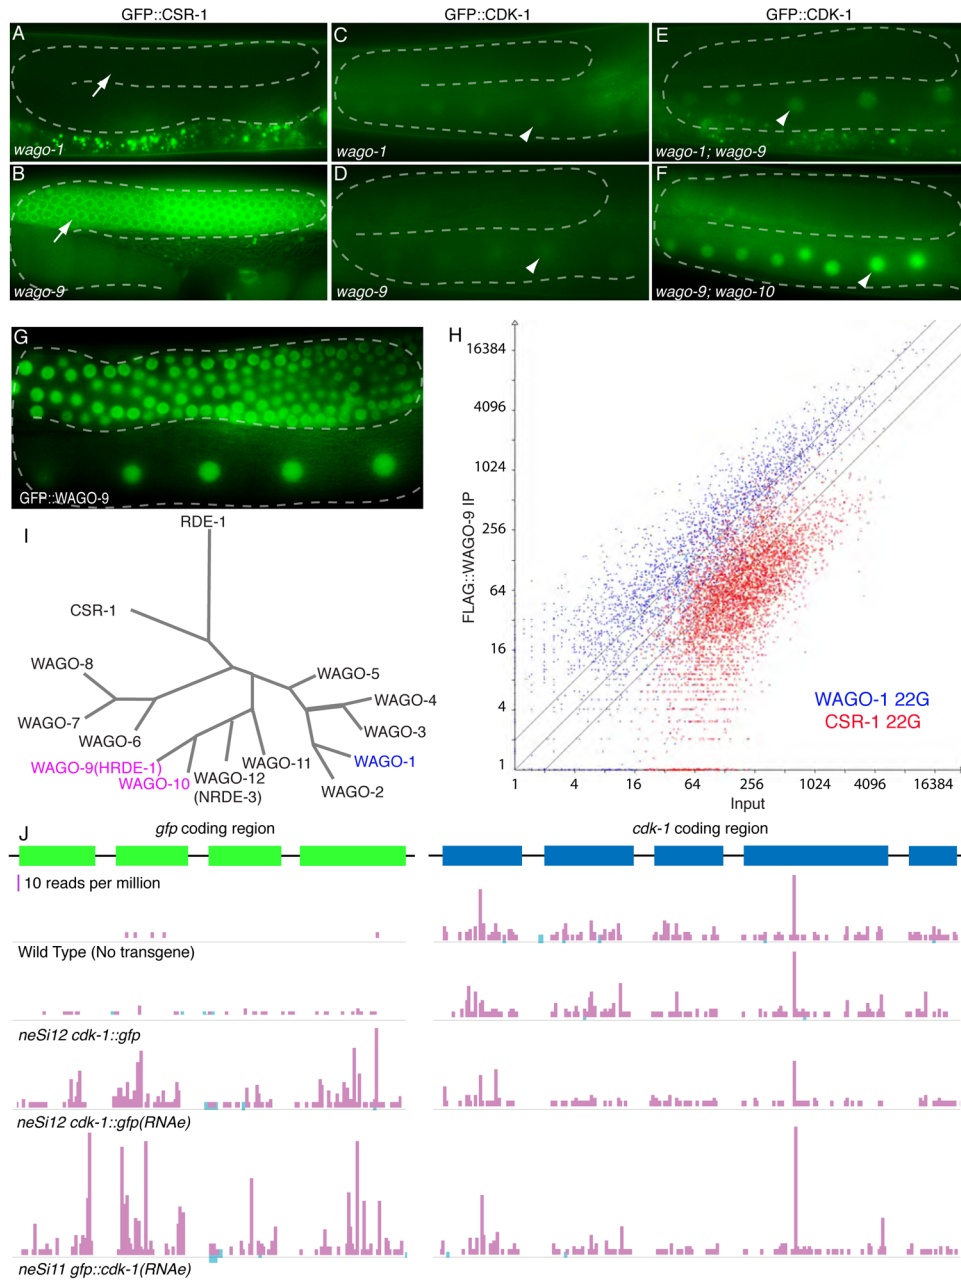 GFP::CSR-1
GFP::CDK-1
GFP::CDK-1
A
wago-1
B
wago-9
C
wago-1
D
wago-9
E
wago-1; wago-9
F
wago-9; wago-10
G
GFP::WAGO-9
H
FLAG::WAGO-9 IP
16384
4096
1024
256
64
16
4
1
1
4
16
64
256
1024
4096
16384
Input
WAGO-1 22G
CSR-1 22G
I
RDE-1
CSR-1
WAGO-8
WAGO-7
WAGO-6
WAGO-9(HRDE-1)
WAGO-10
WAGO-12
(NRDE-3)
WAGO-11
WAGO-5
WAGO-4
WAGO-3
WAGO-1
WAGO-2
J
gfp coding region
cdk-1 coding region
10 reads per million
Wild Type (No transgene)
neSi12 cdk-1::gfp
neSi12 cdk-1::gfp(RNAe)
neSi11 gfp::cdk-1(RNAe)